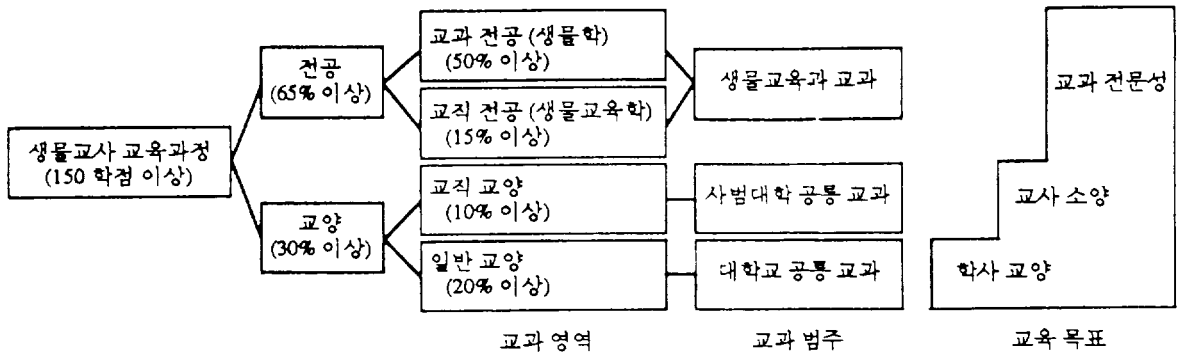 생물교사 교육과정
(150 학점 이상)
전공
(65% 이상)
교양
(30% 이상)
교과 전공 (생물학)
(50% 이상)
교직 전공 (생물교육학)
(15% 이상)
교직 교양
(10% 이상)
일반 교양
(20% 이상)
생물교육과 교과
사범대학 공통 교과
대학교 공통 교과
교과 전문성
교사 소양
학사 교양
교과 영역
교과 범주
교육 목표